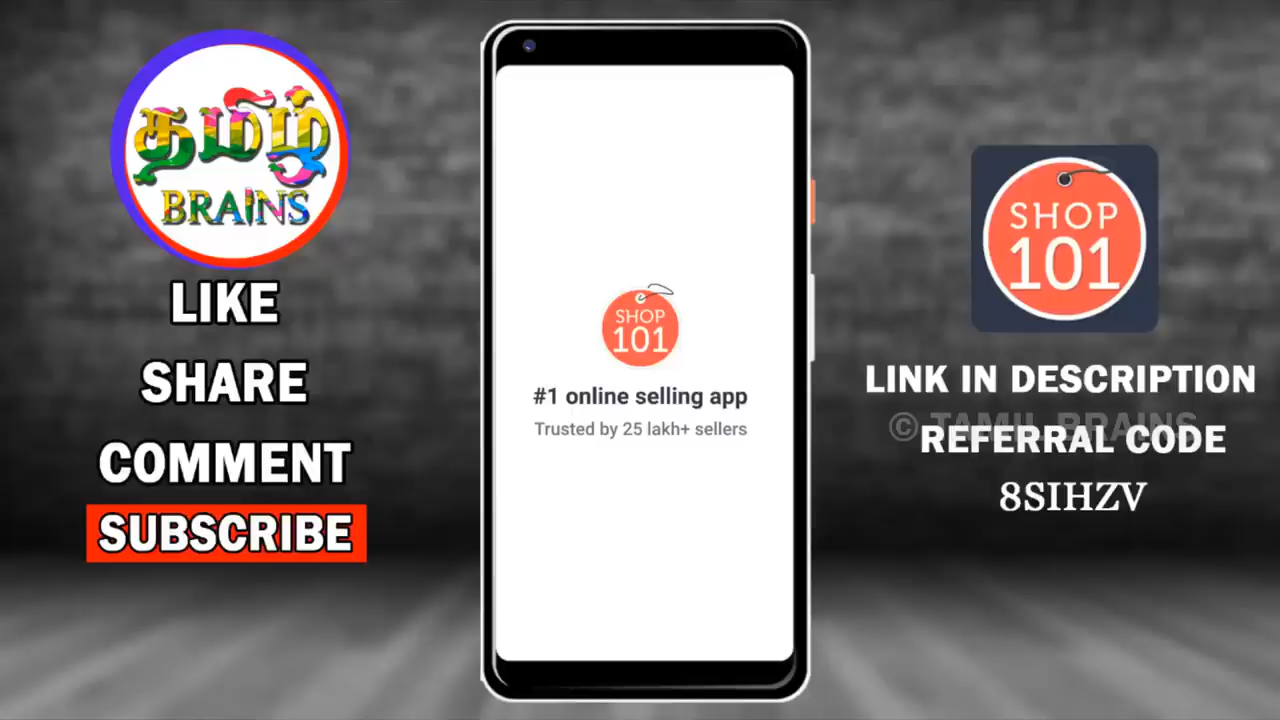 தமிழ்
BRAINS
LIKE
SHARE
COMMENT
SUBSCRIBE
SHOP
101
#1 online selling app
Trusted by 25 lakh+ sellers
SHOP
101
LINK IN DESCRIPTION
© TAMIL BRAINS
REFERRAL CODE
8SIHZV